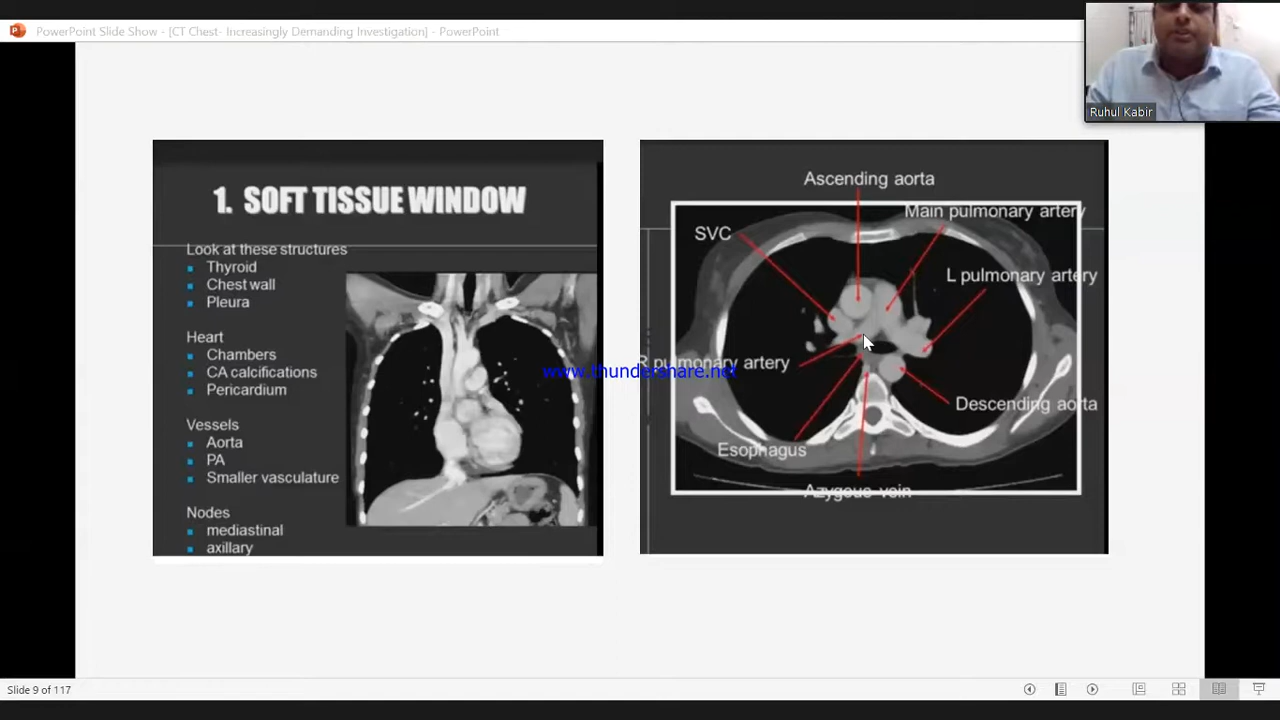 PowerPoint Slide Show - [CT Chest- Increasingly Demanding Investigation] - PowerPoint
Ruhul Kabir
1. SOFT TISSUE WINDOW
Look at these structures
Thyroid
Chest wall
Pleura
Heart
Chambers
CA calcifications
Pericardium
Vessels
Aorta
PA
Smaller vasculature
Nodes
mediastinal
axillary
Ascending aorta
Main pulmonary artery
SVC
L pulmonary artery
R pulmonary artery
Descending aorta
Esophagus
Azygous vein
www.thundershare.net
Slide 9 of 117